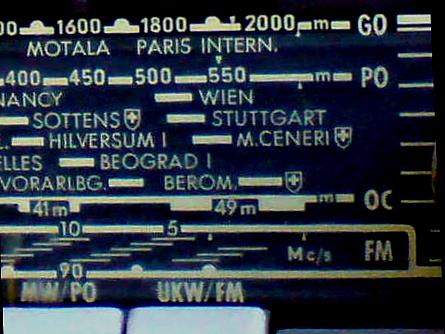 00 1600 1800 2000 m GO
MOTALA PARIS INTERN.
400 450 500 550 m PO
NANCY WIEN
SOTTENS STUTTGART
HILVERSUM I M.CENERI
ELLES BEOGRAD I
VORARLBG. BEROM.
41m 49m m OC
10 5
Mc/s FM
90
MW/PO UKW/FM